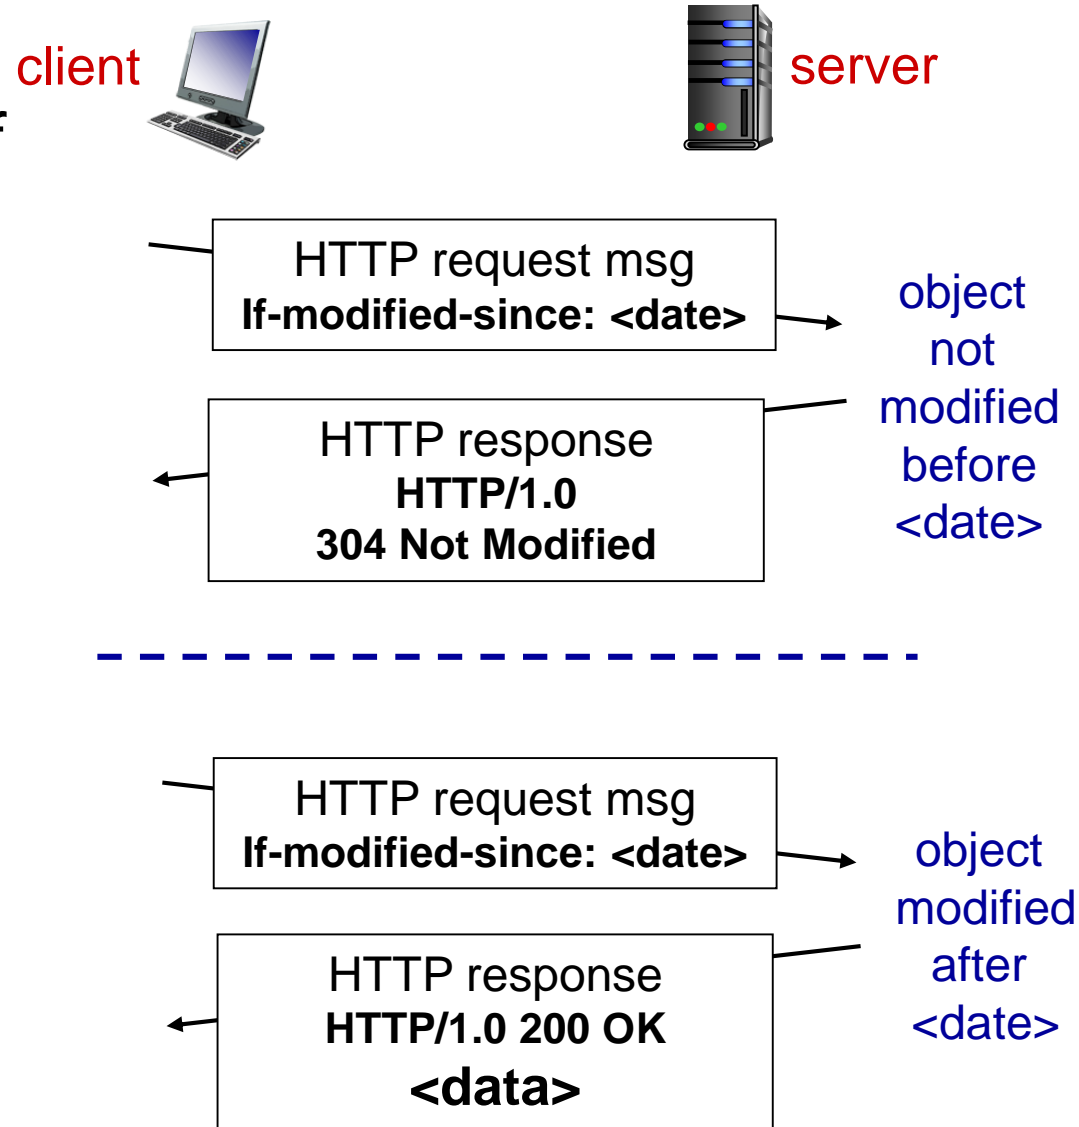 client
server
HTTP request msg
If-modified-since: <date>
object
not
modified
before
<date>
HTTP response
HTTP/1.0
304 Not Modified
HTTP request msg
If-modified-since: <date>
object
modified
after
<date>
HTTP response
HTTP/1.0 200 OK
<data>